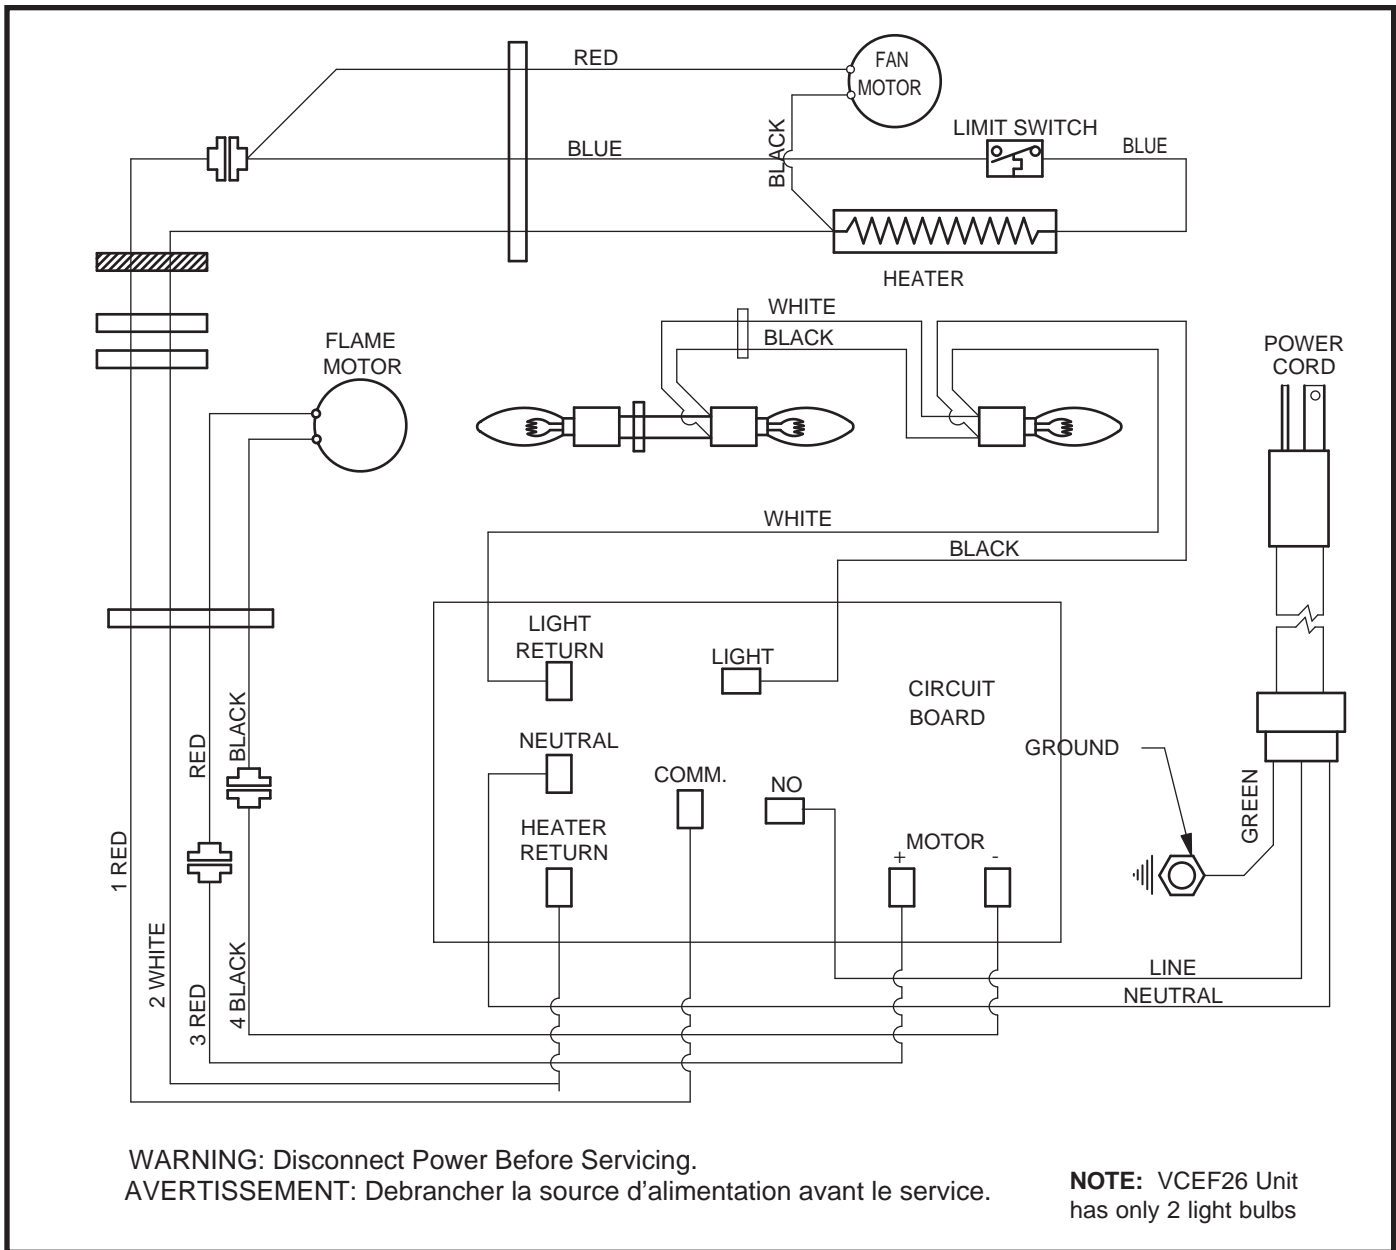 RED
FAN
MOTOR
BLACK
LIMIT SWITCH
BLUE
BLUE
HEATER
WHITE
BLACK
FLAME
MOTOR
POWER
CORD
WHITE
BLACK
LIGHT
RETURN
LIGHT
CIRCUIT
BOARD
RED
BLACK
NEUTRAL
GROUND
COMM.
NO
GREEN
HEATER
RETURN
+ MOTOR -
1 RED
2 WHITE
3 RED
4 BLACK
LINE
NEUTRAL
WARNING: Disconnect Power Before Servicing.
AVERTISSEMENT: Debrancher la source d'alimentation avant le service.
NOTE: VCEF26 Unit
has only 2 light bulbs